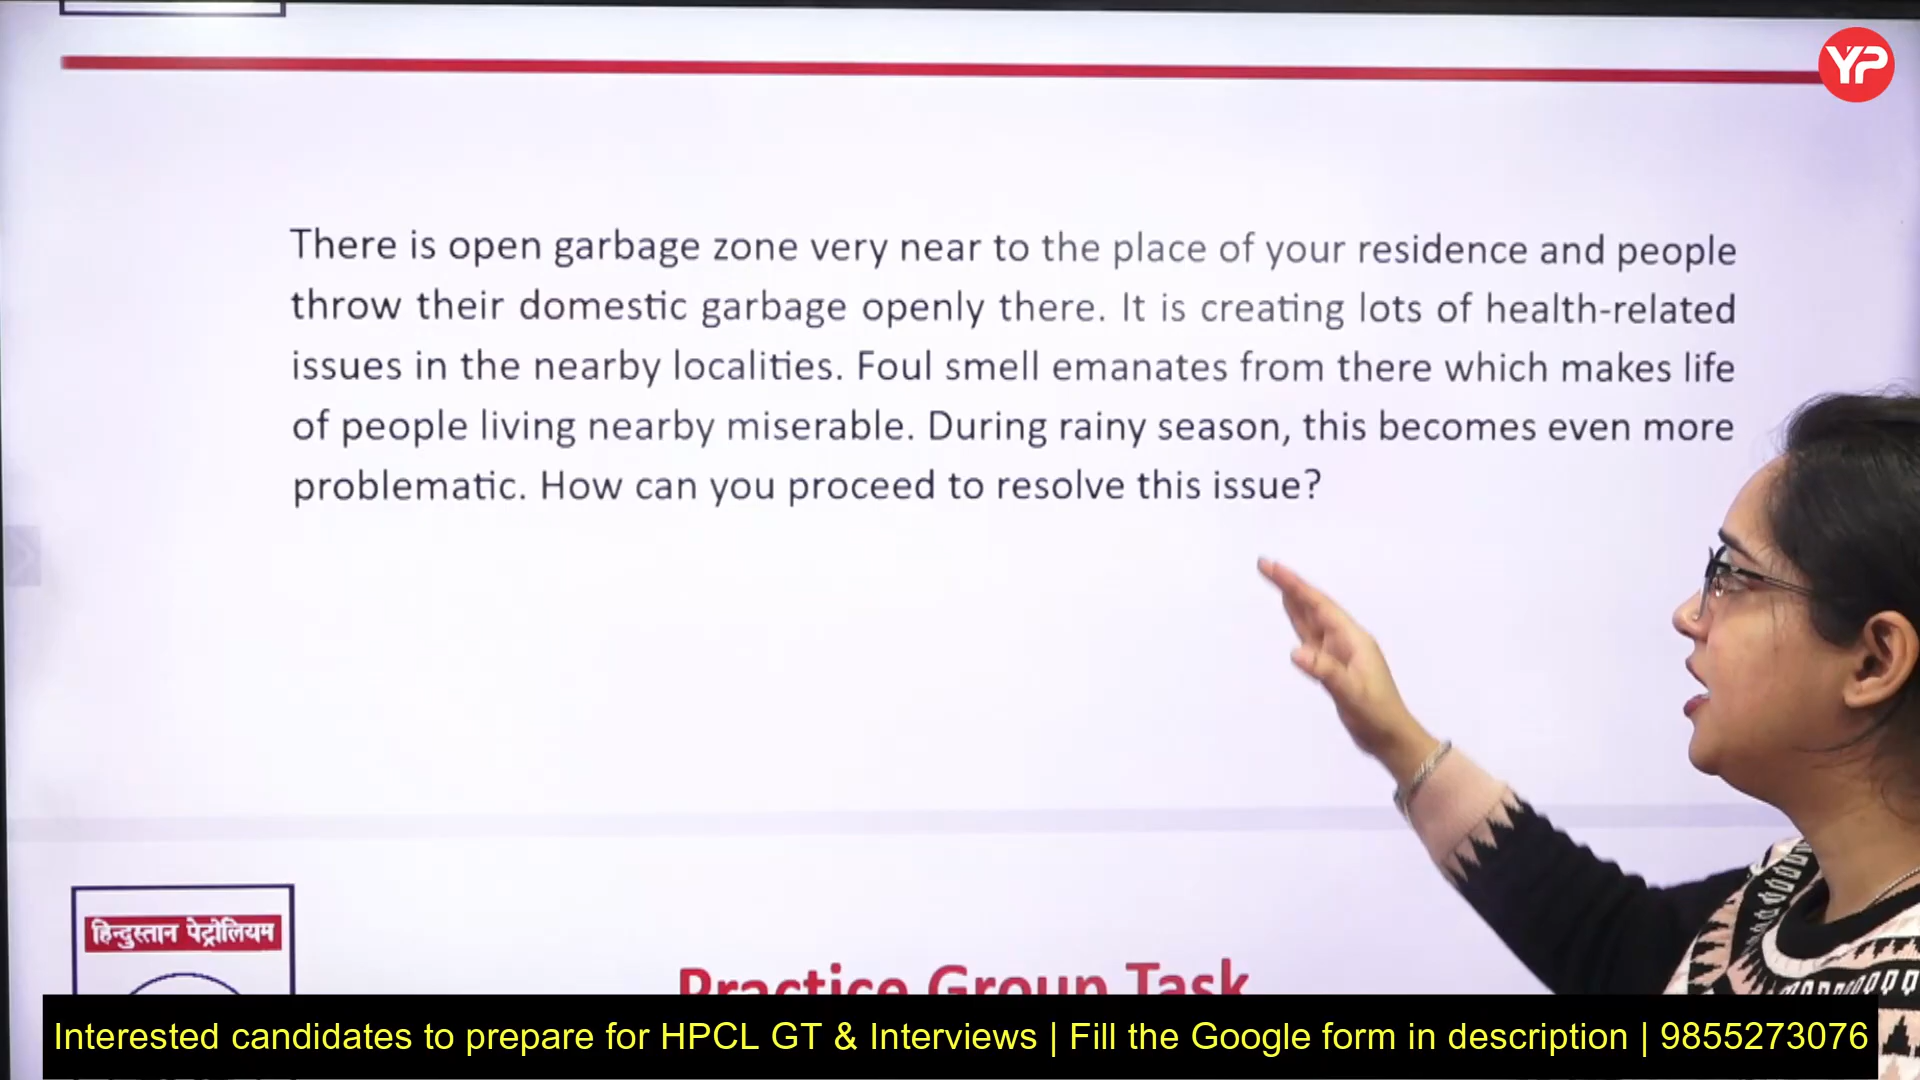 YP
There is open garbage zone very near to the place of your residence and people
throw their domestic garbage openly there. It is creating lots of health-related
issues in the nearby localities. Foul smell emanates from there which makes life
of people living nearby miserable. During rainy season, this becomes even more
problematic. How can you proceed to resolve this issue?
हिन्दुस्तान पेट्रोलियम
Practice Group Task
Interested candidates to prepare for HPCL GT & Interviews | Fill the Google form in description | 9855273076